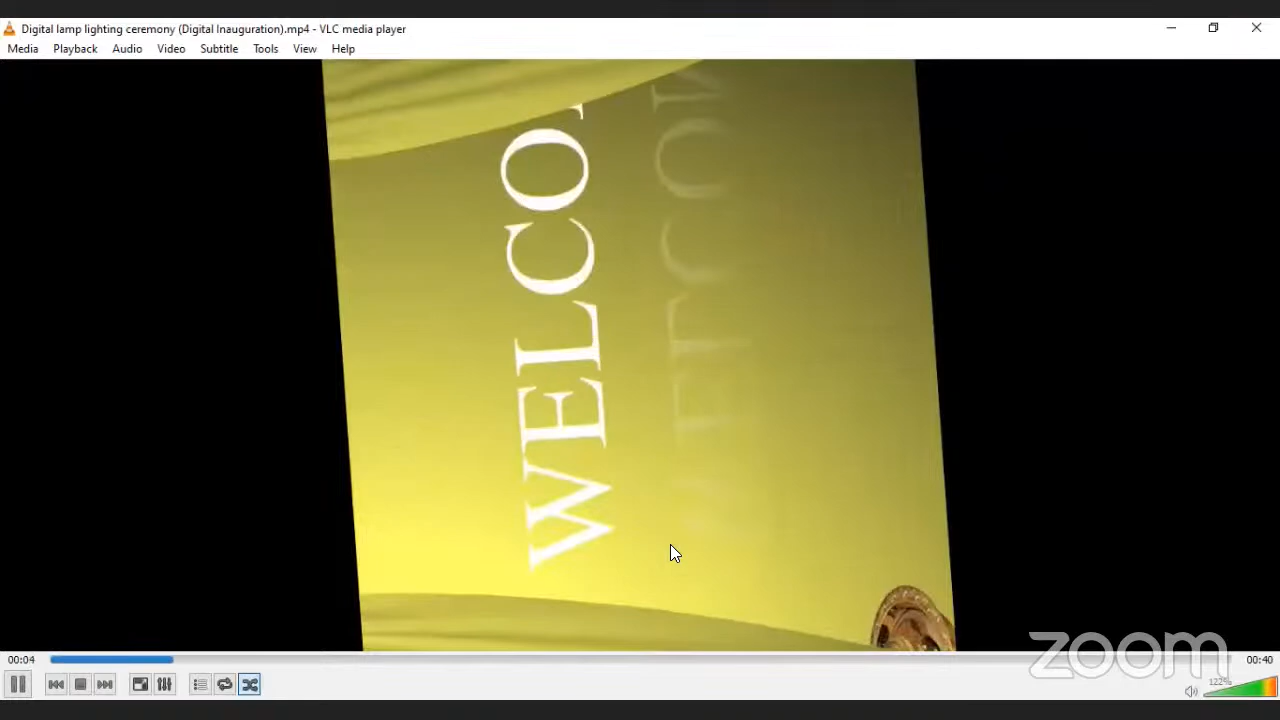 Digital lamp lighting ceremony (Digital Inauguration).mp4 - VLC media player
Media Playback Audio Video Subtitle Tools View Help
WELCO
00:04
00:40
122%
zoom